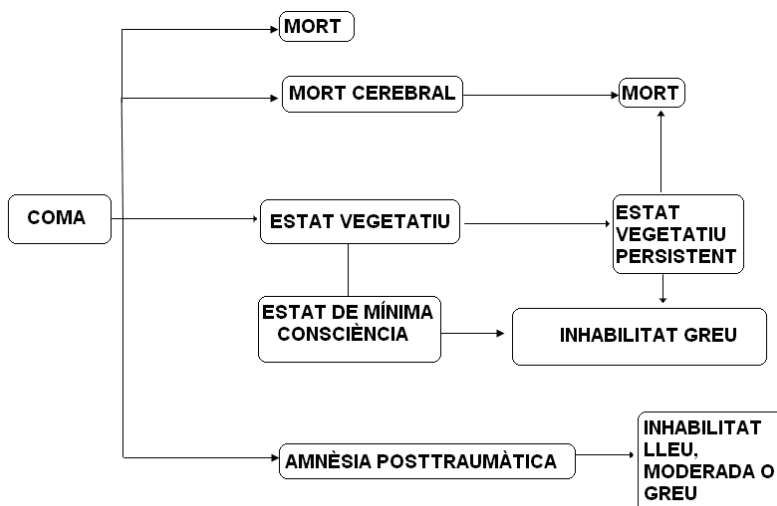 MORT
MORT CEREBRAL
MORT
COMA
ESTAT VEGETATIU
ESTAT
VEGETATIU
PERSISTENT
ESTAT DE MÍNIMA
CONSCIÈNCIA
INHABILITAT GREU
AMNÈSIA POSTTRAUMÀTICA
INHABILITAT
LLEU,
MODERADA O
GREU